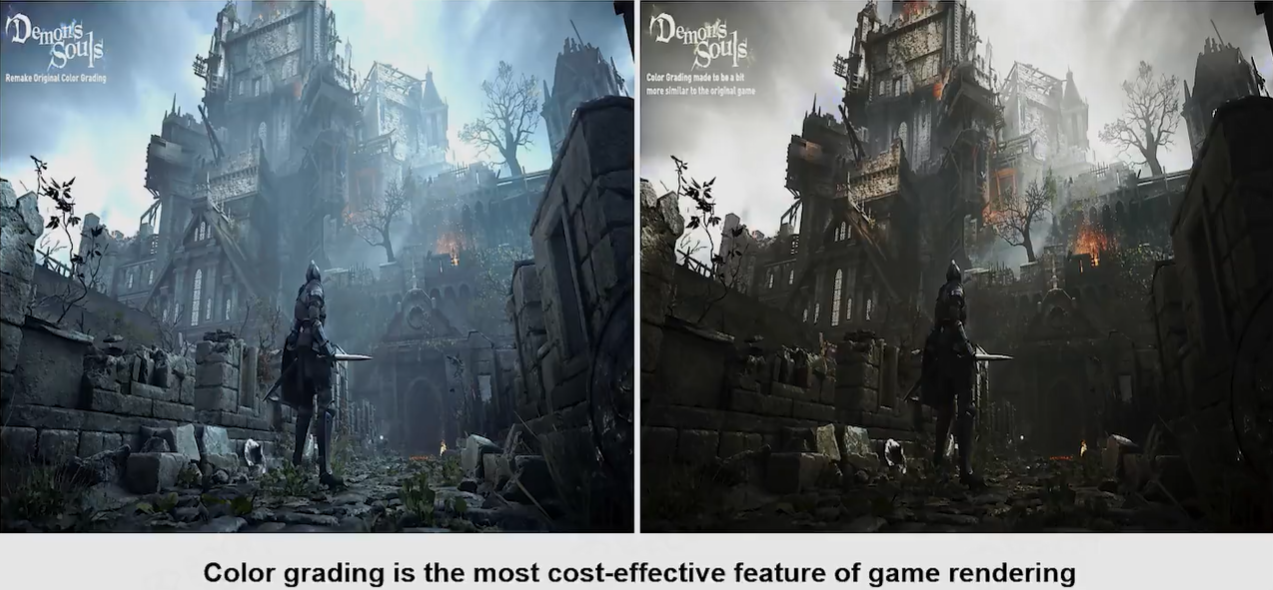 Demon's
Souls
Remake Original Color Grading
Demon's
Souls
Color Grading made to be a bit
more similar to the original game
Color grading is the most cost-effective feature of game rendering